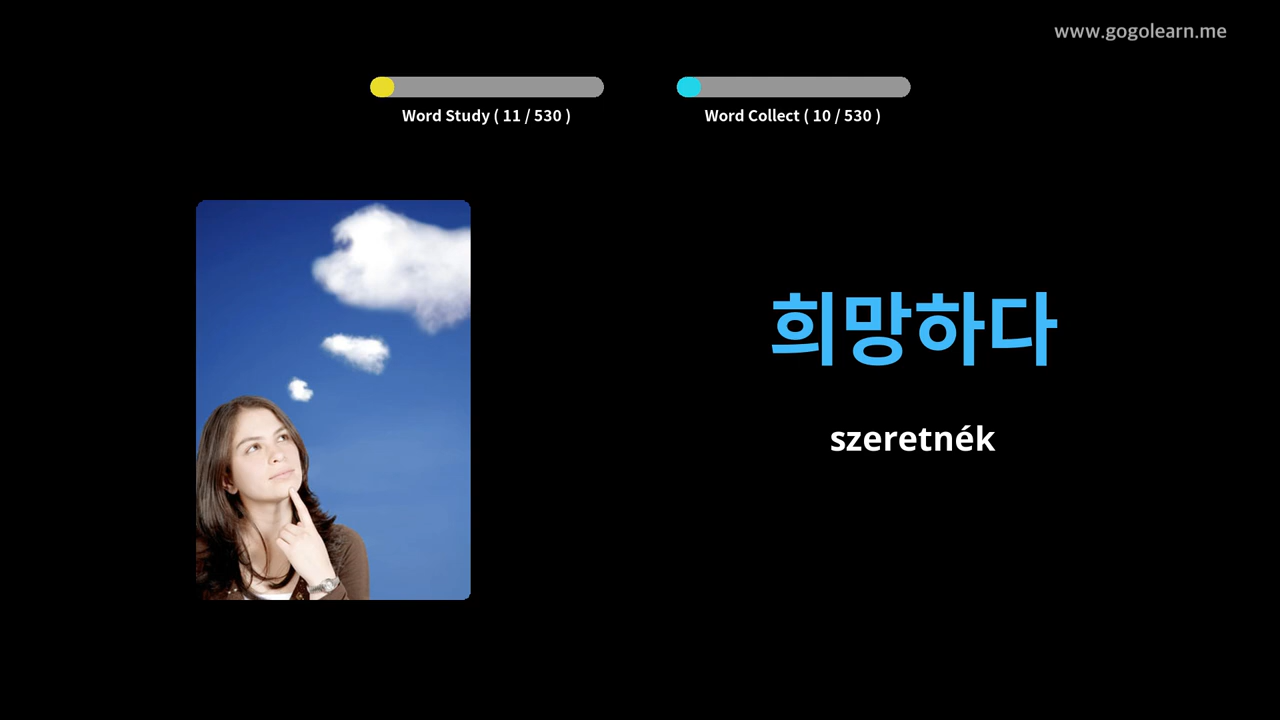 www.gogolearn.me
Word Study ( 11 / 530 )
Word Collect ( 10 / 530 )
희망하다
szeretnék